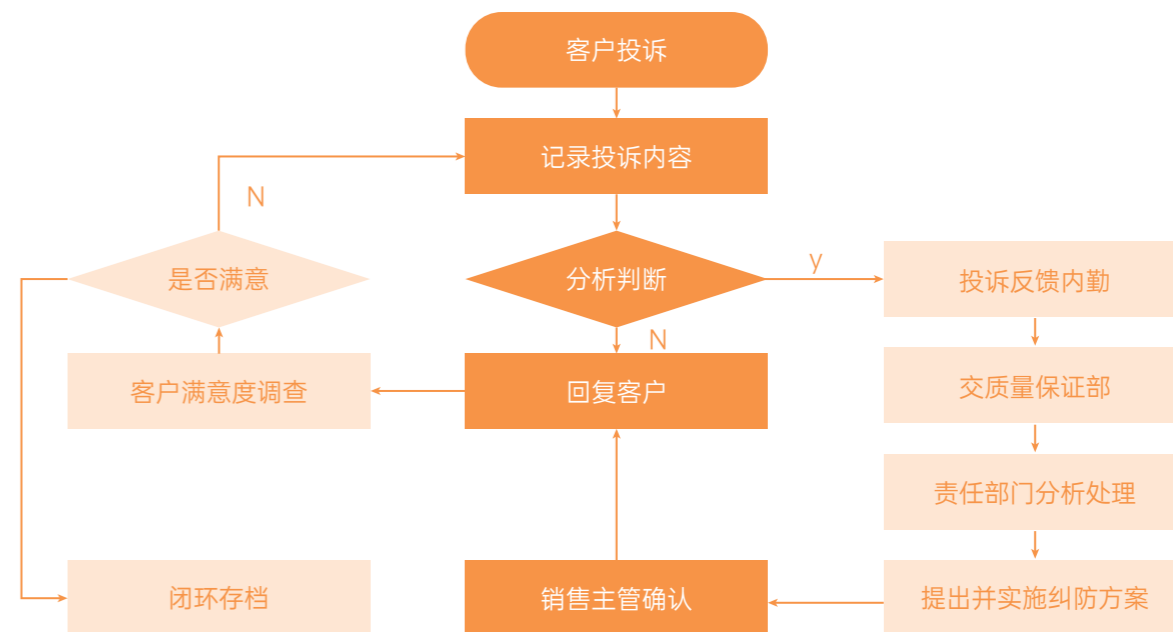 客户投诉
记录投诉内容
N
是否满意
分析判断
y
投诉反馈内勤
N
客户满意度调查
回复客户
交质量保证部
责任部门分析处理
闭环存档
销售主管确认
提出并实施纠防方案